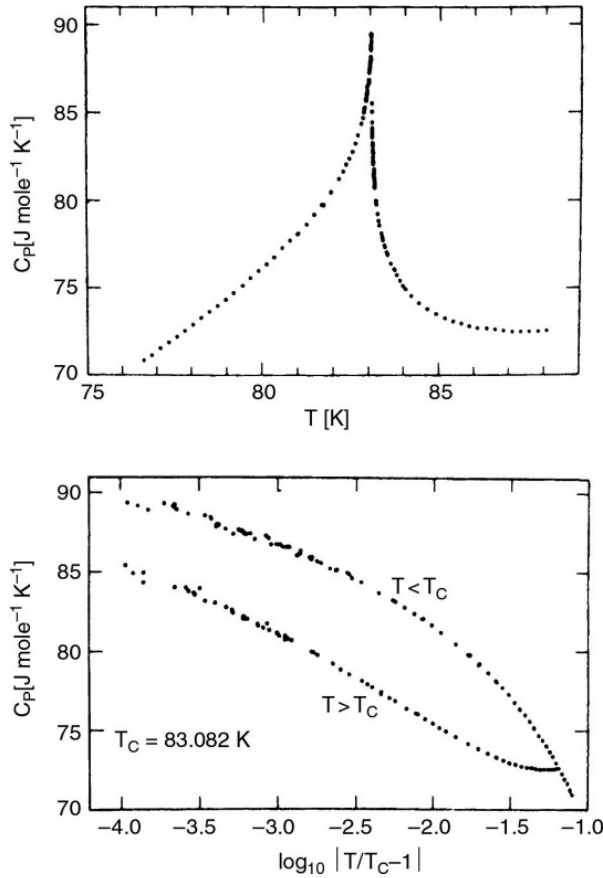 90
85
80
75
70
C_P[J mole⁻¹ K⁻¹]
75
80
85
T [K]
90
85
80
75
70
C_P[J mole⁻¹ K⁻¹]
T < T_C
T > T_C
T_C = 83.082 K
−4.0
−3.5
−3.0
−2.5
−2.0
−1.5
−1.0
log₁₀ |T/T_C−1|